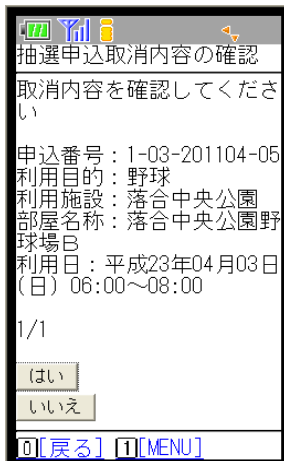 抽選申込取消内容の確認
取消内容を確認してくださ
い
申込番号：1-03-201104-05
利用目的：野球
利用施設：落合中央公園
部屋名称：落合中央公園野
球場B
利用日：平成23年04月03日
(日) 06:00～08:00
1/1
はい
いいえ
0[戻る] 1[MENU]